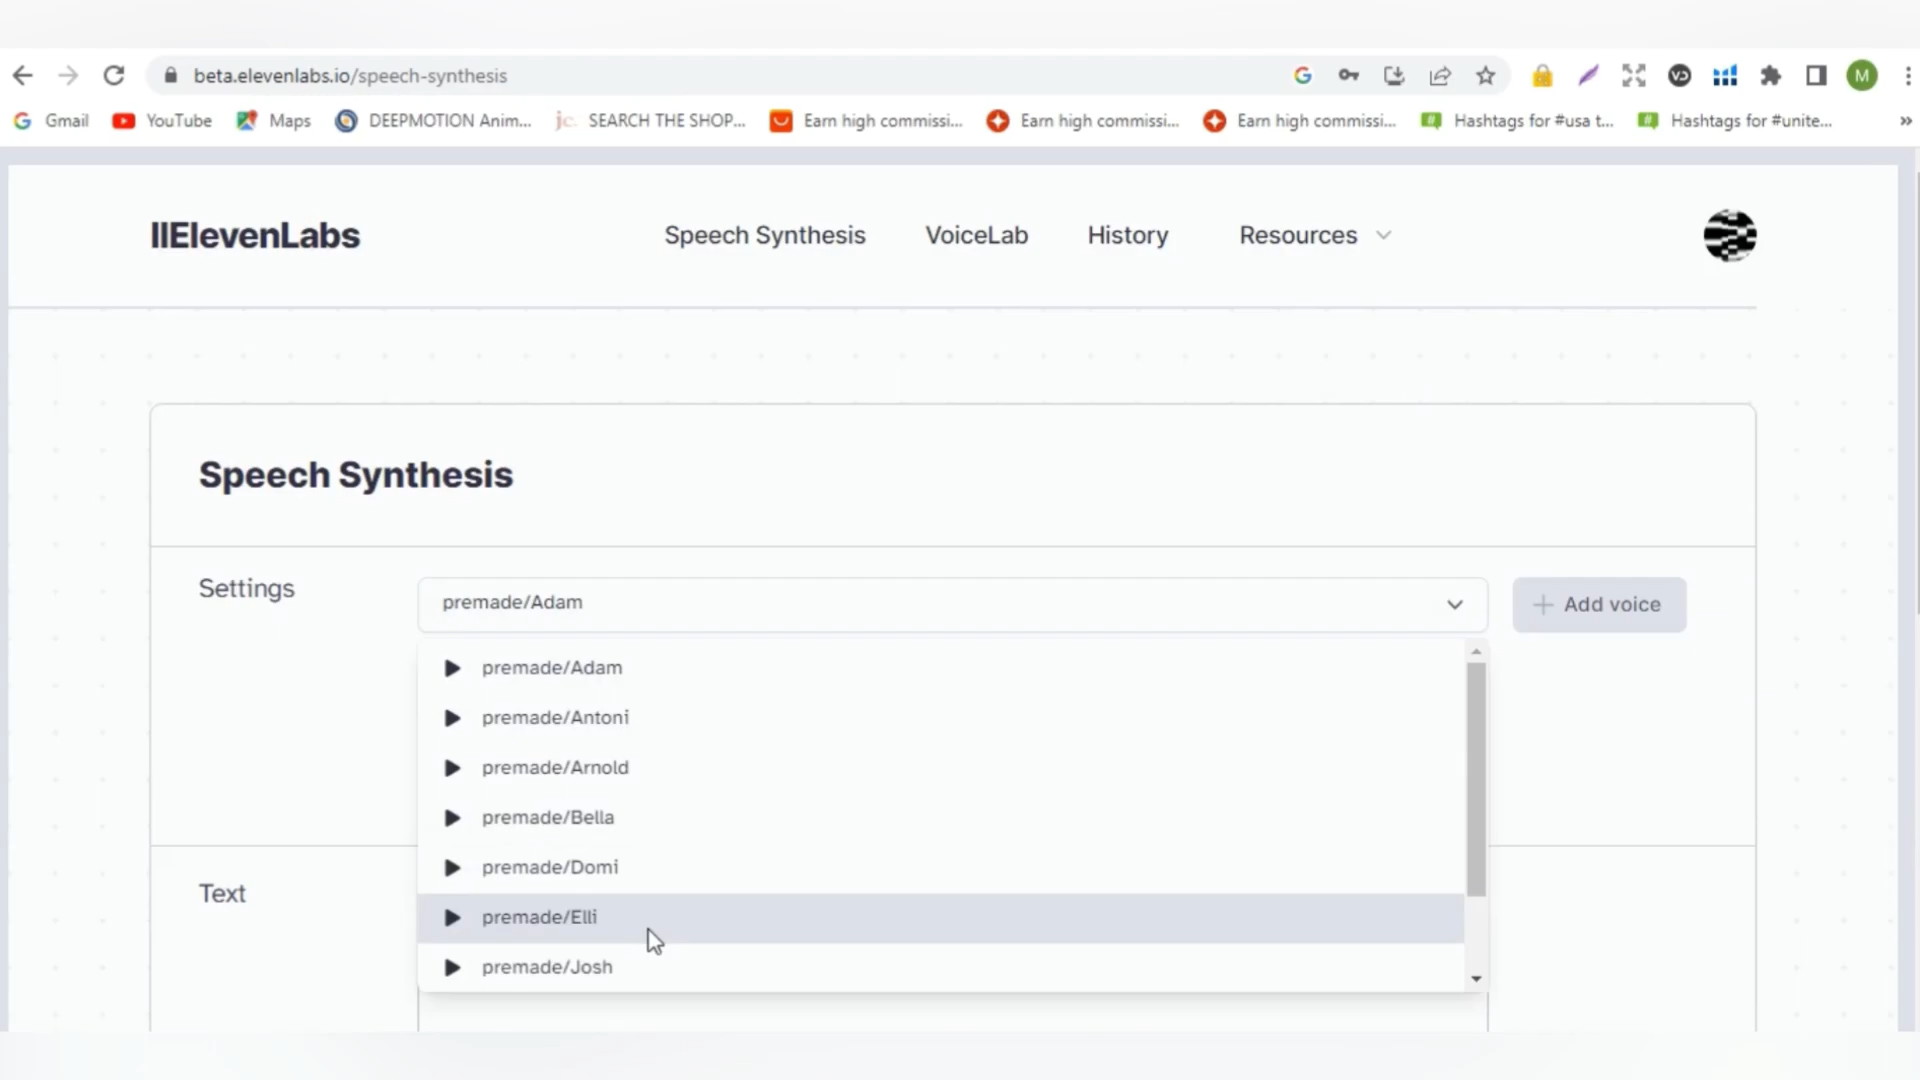 beta.elevenlabs.io/speech-synthesis
M
Gmail YouTube Maps DEEPMOTION Anim... jc. SEARCH THE SHOP... Earn high commissi... Earn high commissi... Earn high commissi... # Hashtags for #usa t... # Hashtags for #unite... »
IIElevenLabs Speech Synthesis VoiceLab History Resources
Speech Synthesis
Settings premade/Adam + Add voice
premade/Adam
premade/Antoni
premade/Arnold
premade/Bella
premade/Domi
Text
premade/Elli
premade/Josh